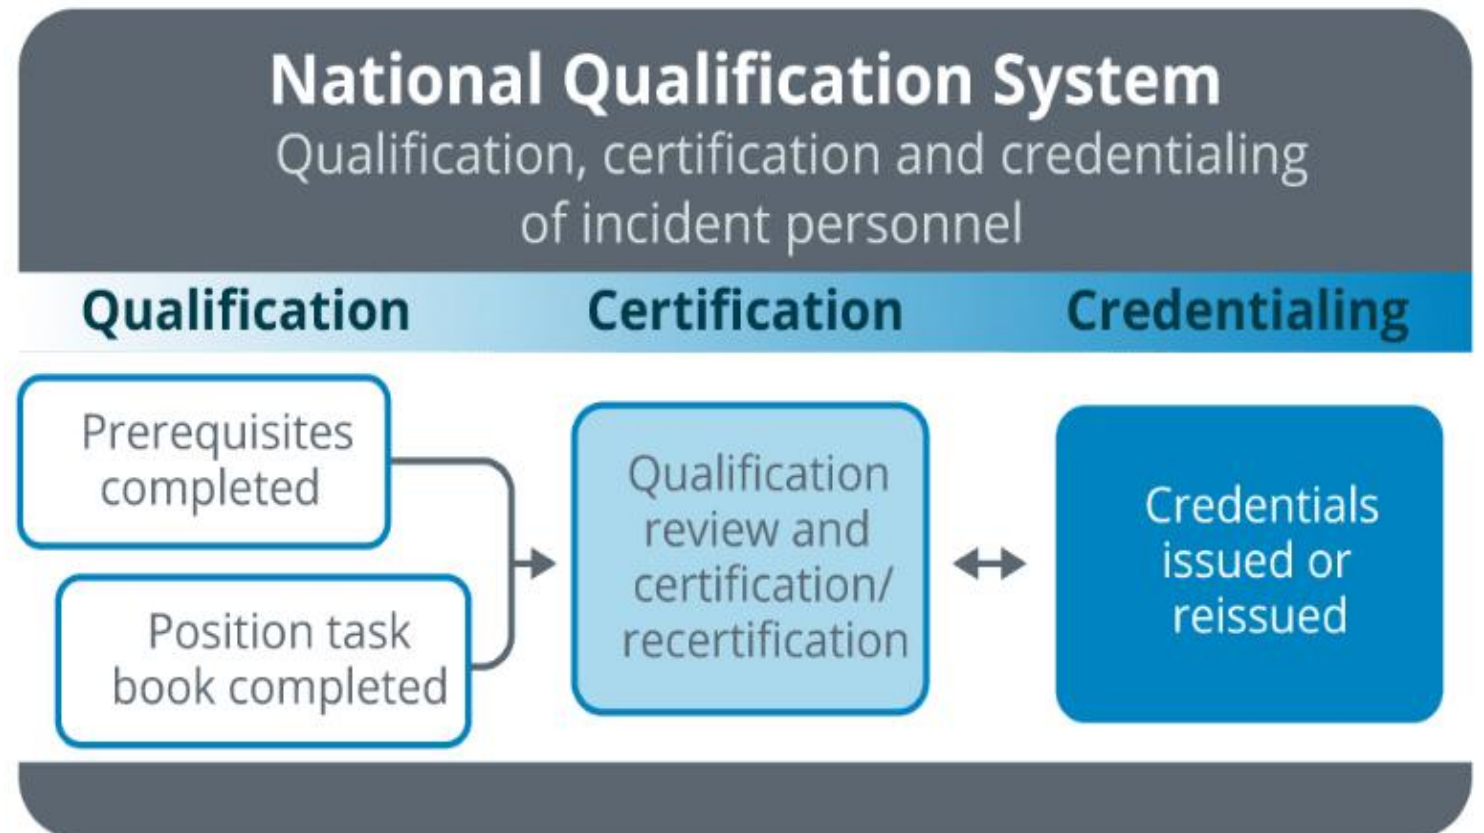 National Qualification System
Qualification, certification and credentialing
of incident personnel
Qualification
Certification
Credentialing
Prerequisites
completed
Position task
book completed
Qualification
review and
certification/
recertification
Credentials
issued or
reissued